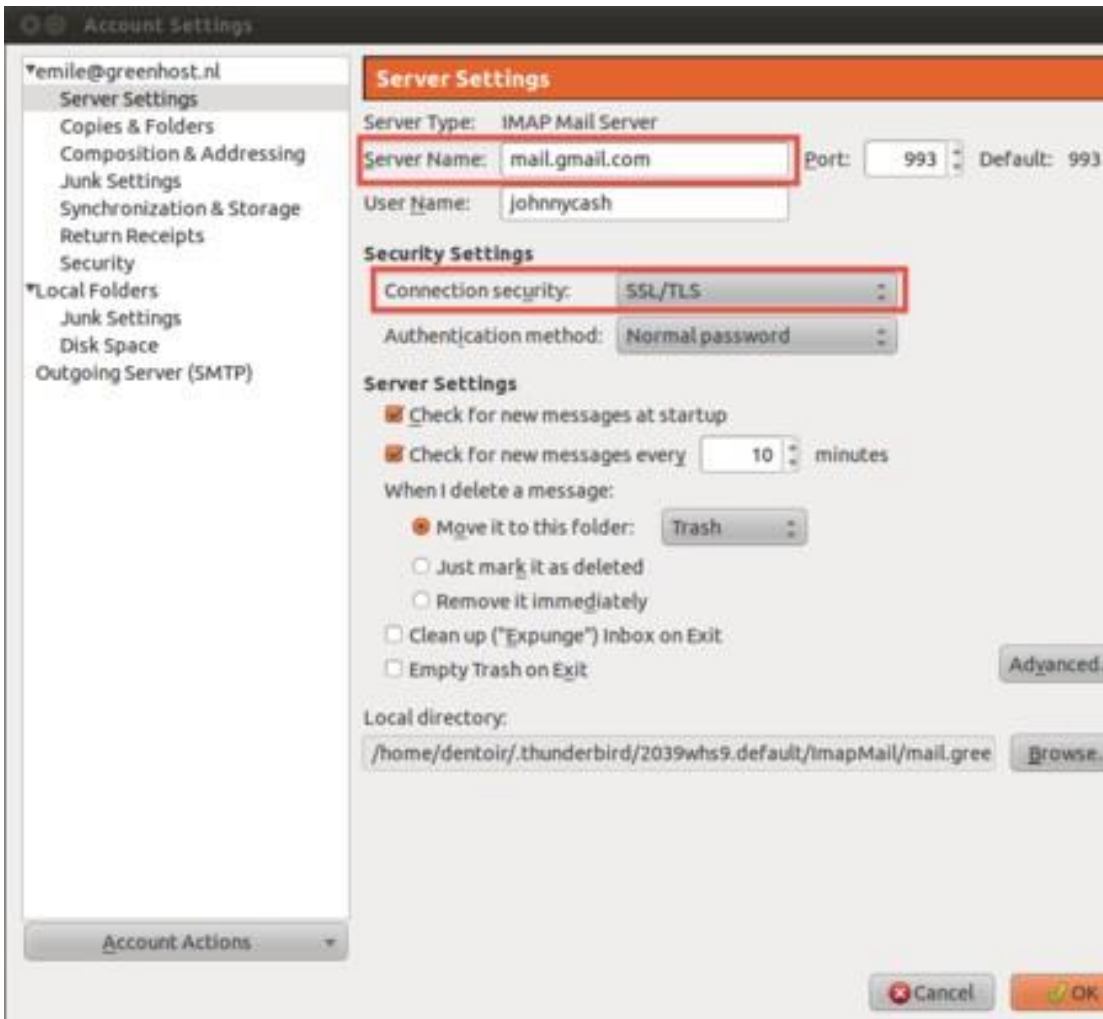 Account Settings
emile@greenhost.nl
Server Settings
Copies & Folders
Composition & Addressing
Junk Settings
Synchronization & Storage
Return Receipts
Security
Local Folders
Junk Settings
Disk Space
Outgoing Server (SMTP)
Account Actions
Server Settings
Server Type: IMAP Mail Server
Server Name: mail.gmail.com Port: 993 Default: 993
User Name: johnnycash
Security Settings
Connection security: SSL/TLS
Authentication method: Normal password
Server Settings
Check for new messages at startup
Check for new messages every 10 minutes
When I delete a message:
Move it to this folder: Trash
Just mark it as deleted
Remove it immediately
Clean up ("Expunge") Inbox on Exit
Empty Trash on Exit
Advanced.
Local directory:
/home/dentoir/.thunderbird/2039whs9.default/ImapMail/mail.gree Browse.
Cancel OK